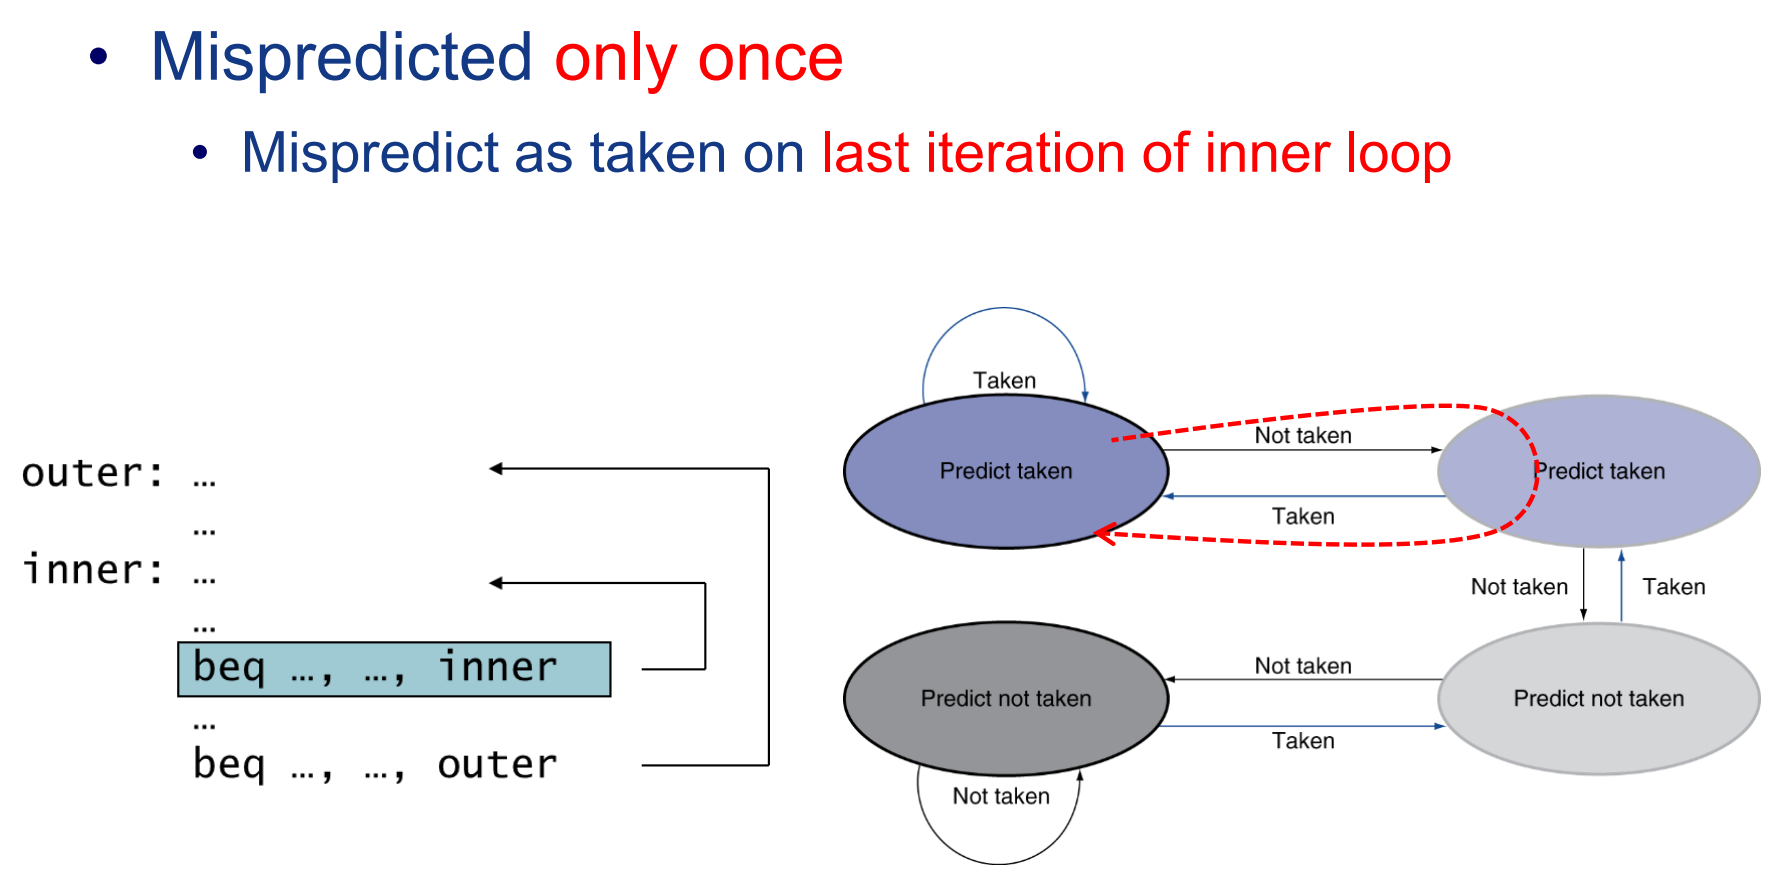 • Mispredicted only once
• Mispredict as taken on last iteration of inner loop
outer: …
…
inner: …
…
beq …, …, inner
…
beq …, …, outer
Taken
Predict taken
Not taken
Taken
Predict taken
Not taken
Taken
Predict not taken
Not taken
Taken
Predict not taken
Not taken